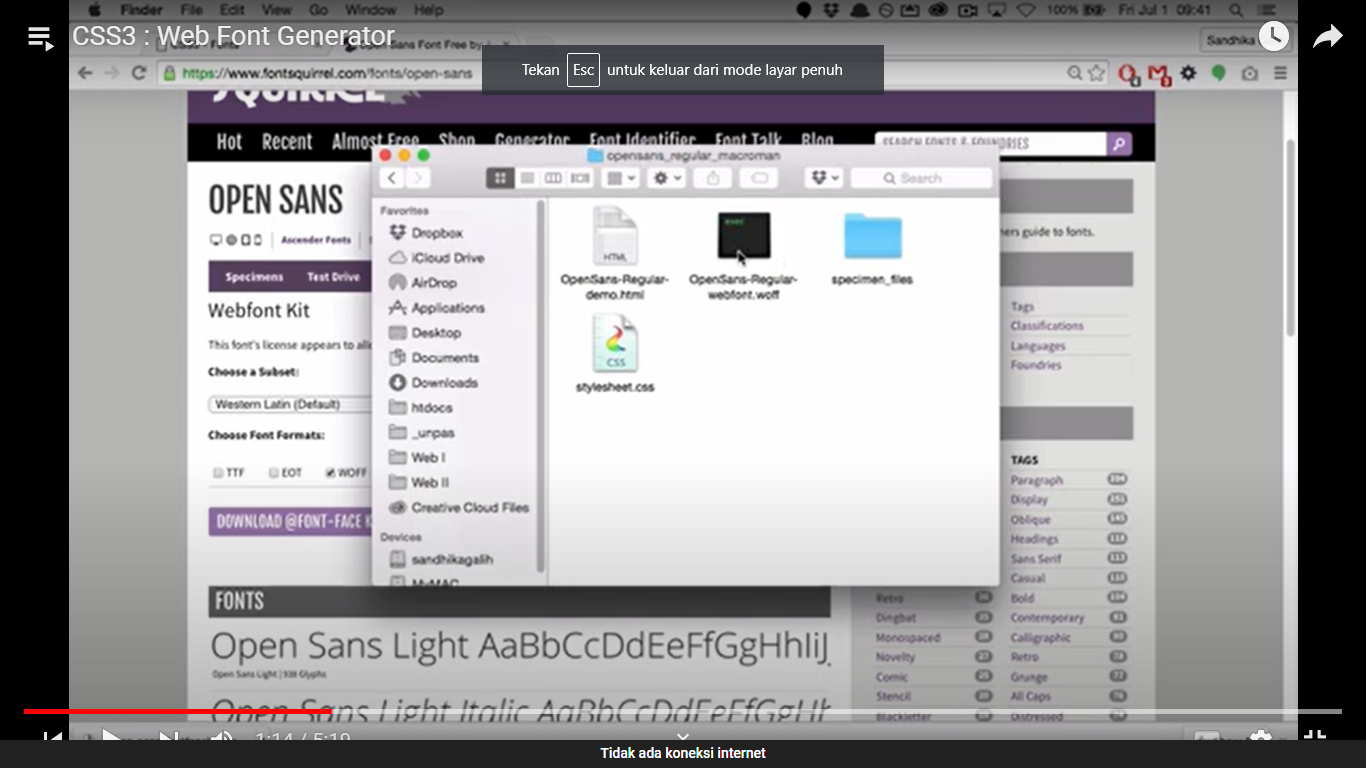 Finder File Edit View Go Window Help
100% Fri Jul 1 09:41
CSS3 : Web Font Generator
Sans Font Free by
Sandhika
Tekan Esc untuk keluar dari mode layar penuh
https://www.fontsquirrel.com/fonts/open-sans
Hot Recent Almost Free Shop Generator Font Identifier Font Talk Blog
SEARCH FONTS & FOUNDRIES
opensans_regular_macroman
Search
OPEN SANS
Ascender Fonts
Specimens Test Drive
Webfont Kit
This font's license appears to
Choose a Subset:
Western Latin (Default)
Choose Font Formats:
TTF EOT WOFF
DOWNLOAD @FONT-FACE
Favorites
Dropbox
iCloud Drive
AirDrop
Applications
Desktop
Documents
Downloads
htdocs
_unpas
Web I
Web II
Creative Cloud Files
Devices
sandhikagalih
MyMAC
HTML
OpenSans-Regular-
demo.html
exec
OpenSans-Regular-
webfont.woff
specimen_files
CSS
stylesheet.css
guide to fonts.
Tags
Classifications
Languages
Foundries
TAGS
Paragraph
Display
Oblique
Headings
Sans Serif
Casual
Retro
Bold
Dingbat
Contemporary
Monospaced
Calligraphic
Novelty
Retro
Comic
Grunge
Stencil
All Caps
Blackletter
Distressed
FONTS
Open Sans Light AaBbCcDdEeFfGgHhIiJ
Open Sans Light | 938 Glyphs
Open Sans Light Italic AaBbCcDdEeFfGgHh
1:14 / 5:19
Tidak ada koneksi internet